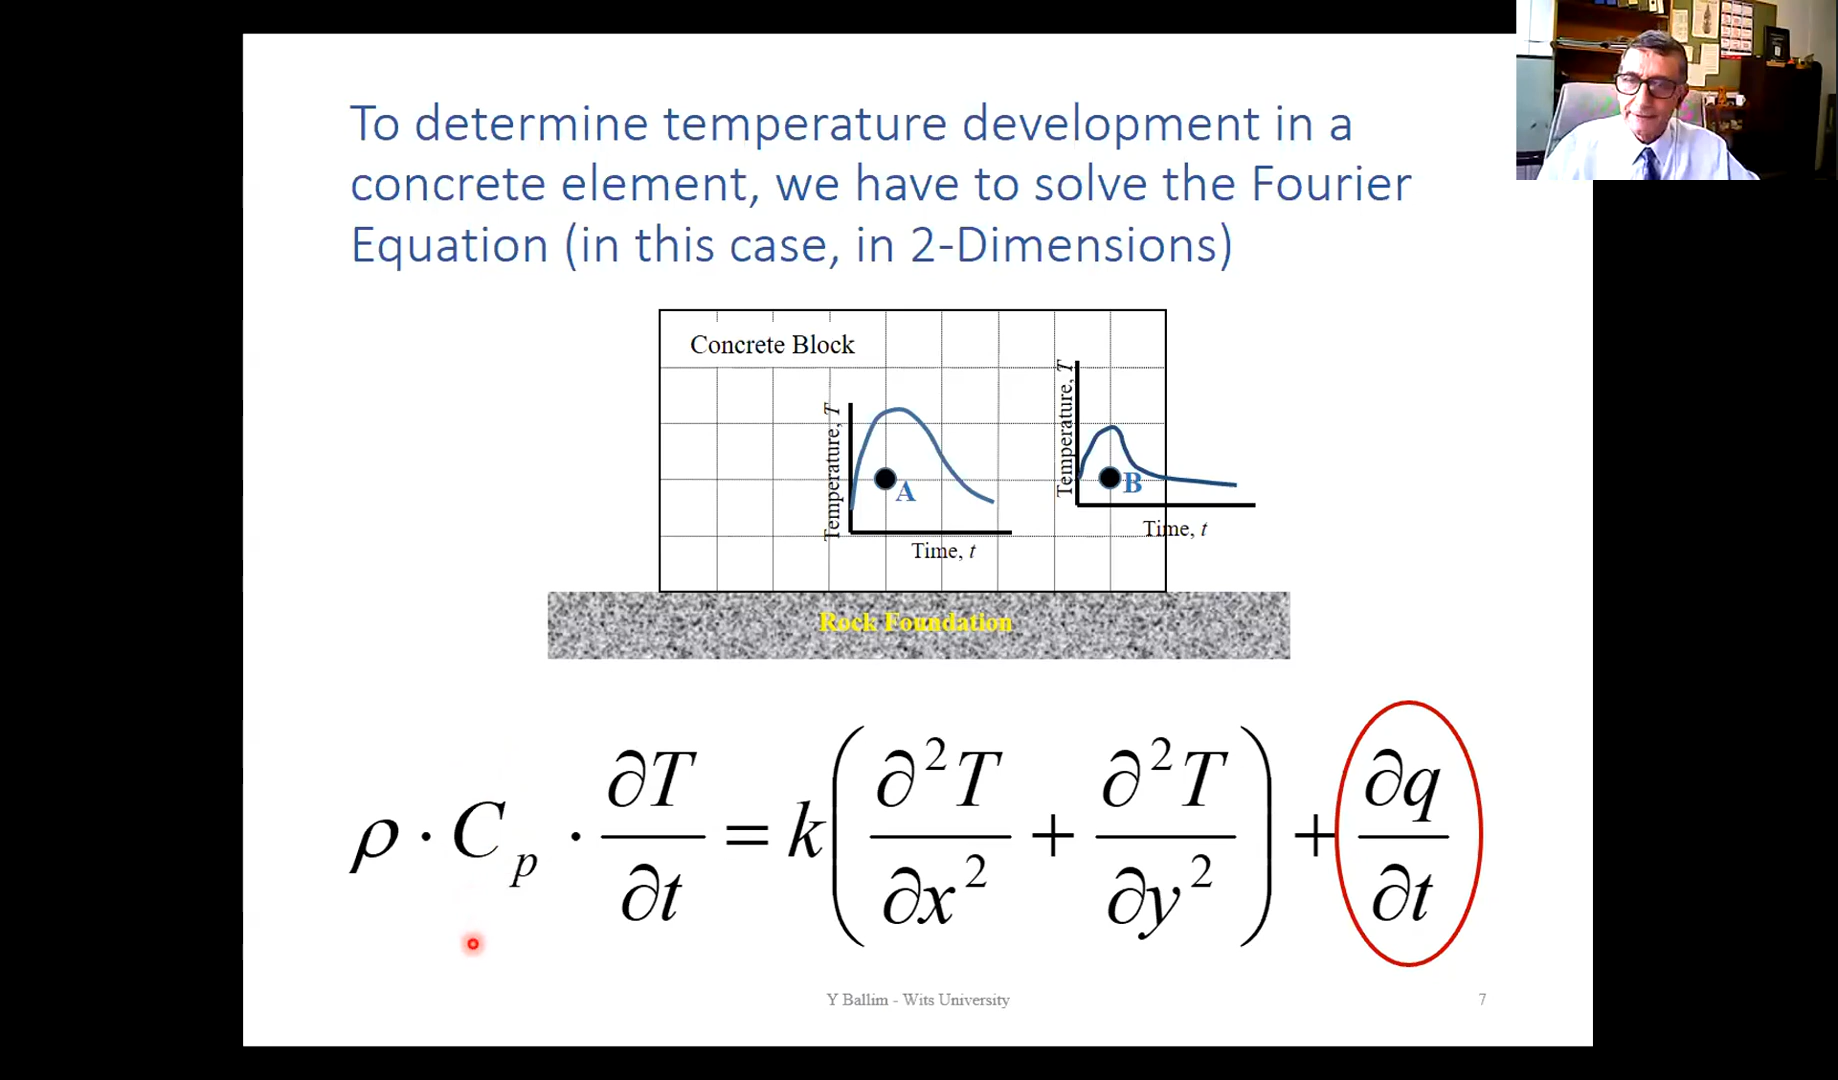 To determine temperature development in a
concrete element, we have to solve the Fourier
Equation (in this case, in 2-Dimensions)
Concrete Block
Temperature, T
A
Time, t
Temperature, T
B
Time, t
Rock Foundation
ρ · C_p · ∂T/∂t = k(∂²T/∂x² + ∂²T/∂y²) + ∂q/∂t
Y Ballim - Wits University
7